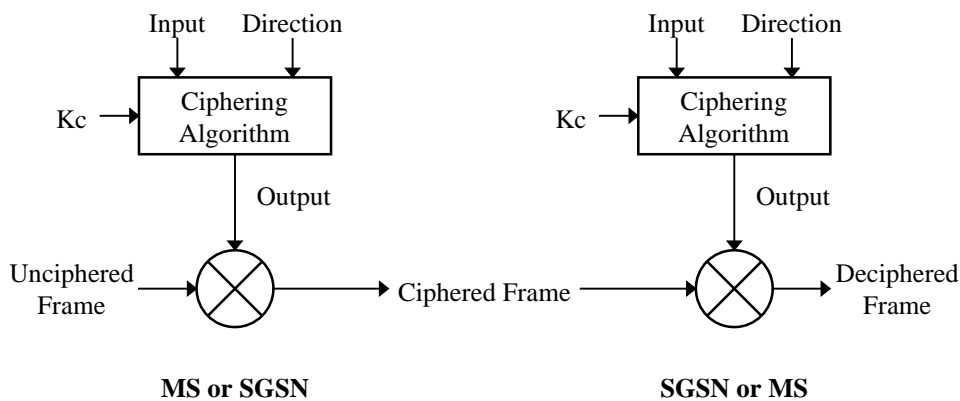 Input Direction
Kc
Ciphering
Algorithm
Output
Unciphered
Frame
Ciphered Frame
MS or SGSN
Input Direction
Kc
Ciphering
Algorithm
Output
Deciphered
Frame
SGSN or MS